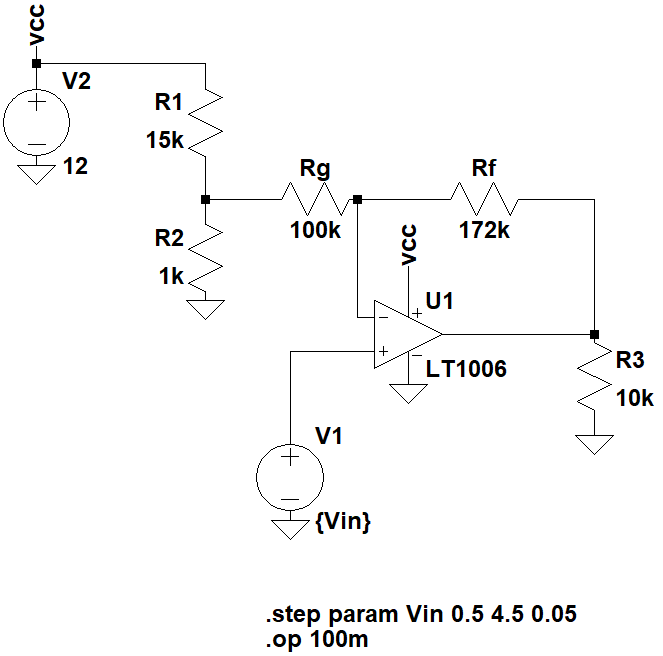 VCC
V2
12
R1
15k
Rg
100k
Rf
172k
R2
1k
VCC
U1
LT1006
R3
10k
V1
{Vin}
.step param Vin 0.5 4.5 0.05
.op 100m